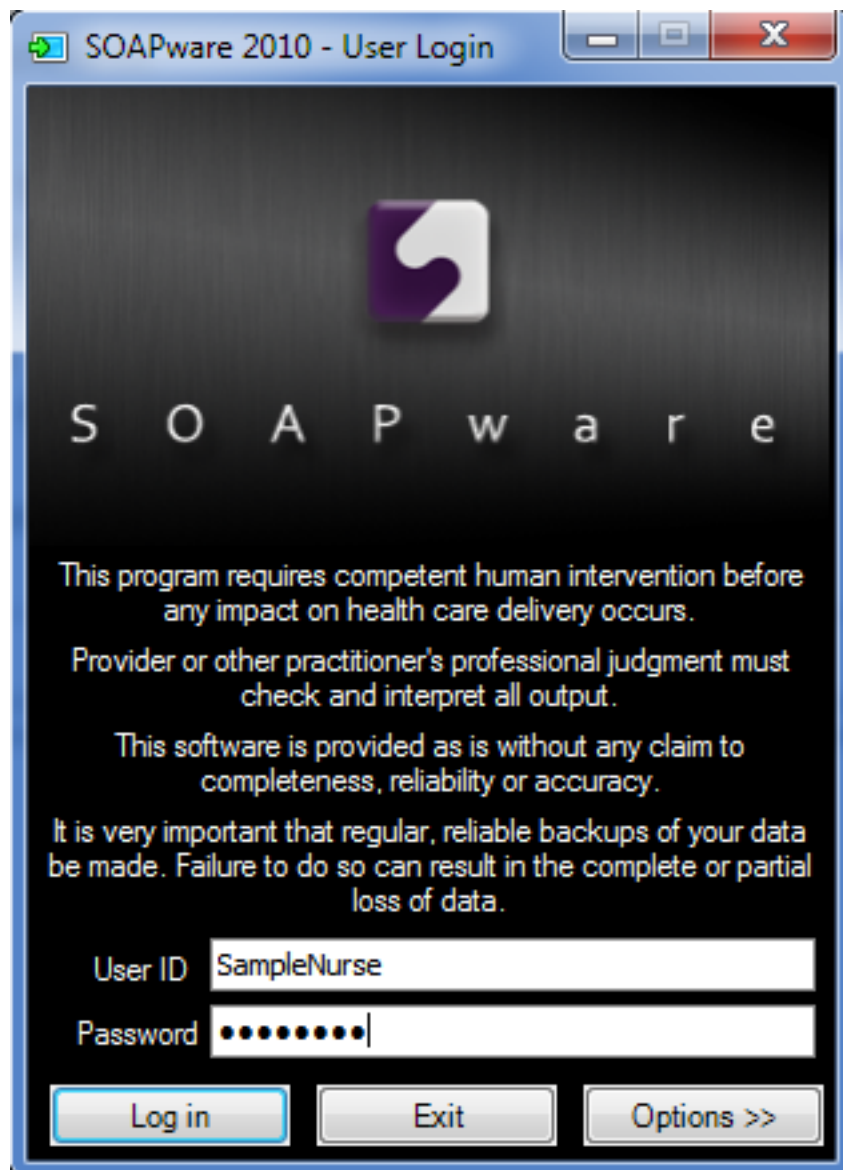 SOAPware 2010 - User Login
S O A P w a r e
This program requires competent human intervention before
any impact on health care delivery occurs.
Provider or other practitioner's professional judgment must
check and interpret all output.
This software is provided as is without any claim to
completeness, reliability or accuracy.
It is very important that regular, reliable backups of your data
be made. Failure to do so can result in the complete or partial
loss of data.
User ID SampleNurse
Password ●●●●●●●●
Log in Exit Options >>